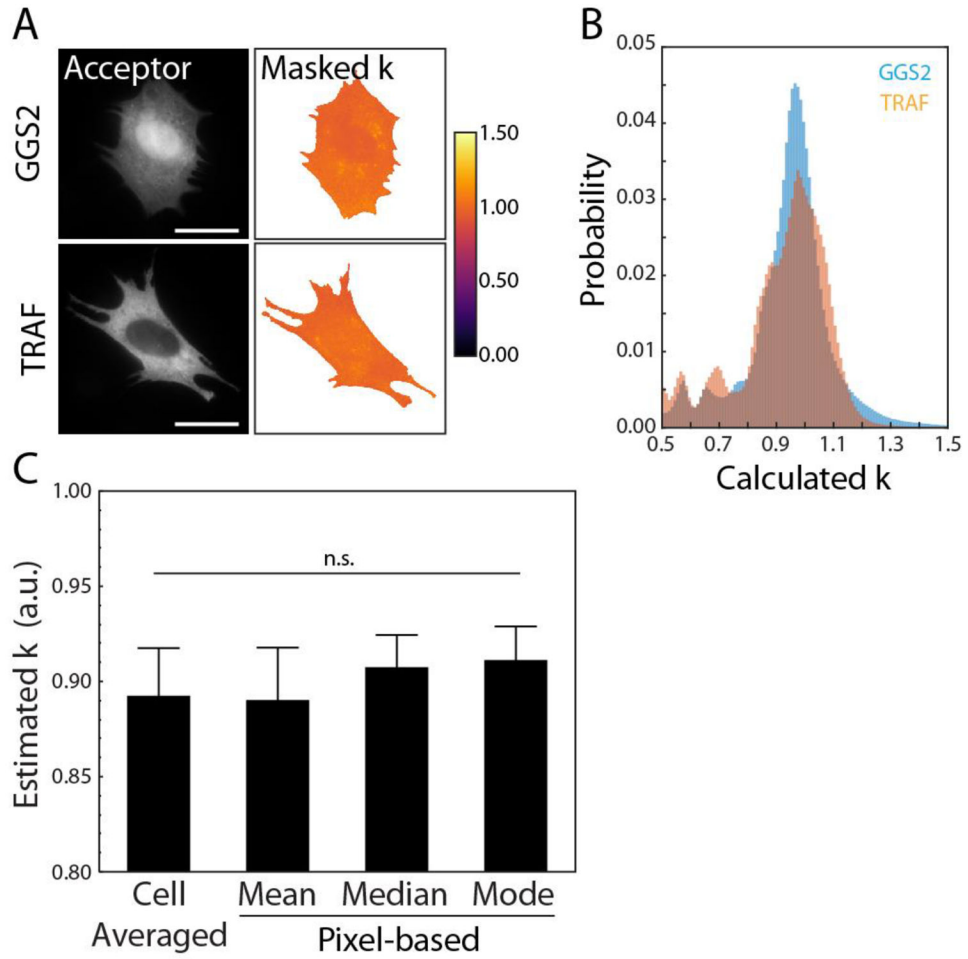 A
Acceptor
Masked k
GGS2
TRAF
1.50
1.00
0.50
0.00
B
GGS2
TRAF
0.05
0.04
0.03
0.02
0.01
0.00
Probability
0.5 0.7 0.9 1.1 1.3 1.5
Calculated k
C
1.00
0.95
0.90
0.85
0.80
Estimated k (a.u.)
n.s.
Cell Mean Median Mode
Averaged Pixel-based